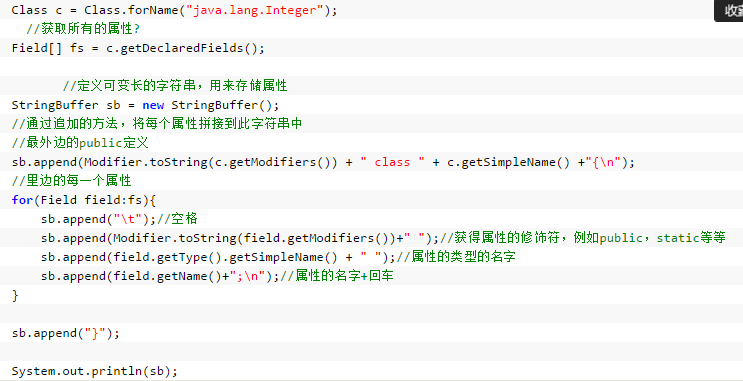 Class c = Class.forName("java.lang.Integer");
收藏
  //获取所有的属性?
Field[] fs = c.getDeclaredFields();
       //定义可变长的字符串，用来存储属性
StringBuffer sb = new StringBuffer();
//通过追加的方法，将每个属性拼接到此字符串中
//最外边的public定义
sb.append(Modifier.toString(c.getModifiers()) + " class " + c.getSimpleName() +"{\n");
//里边的每一个属性
for(Field field:fs){
    sb.append("\t");//空格
    sb.append(Modifier.toString(field.getModifiers())+" ");//获得属性的修饰符，例如public，static等等
    sb.append(field.getType().getSimpleName() + " ");//属性的类型的名字
    sb.append(field.getName()+";\n");//属性的名字+回车
}
sb.append("}");
System.out.println(sb);